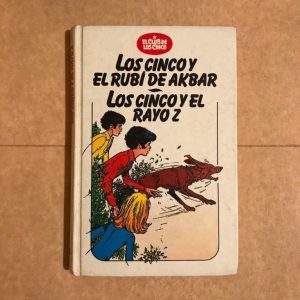 EL CLUB DE
LOS CINCO
LOS CINCO Y
EL RUBÍ DE AKBAR
LOS CINCO Y EL
RAYO Z